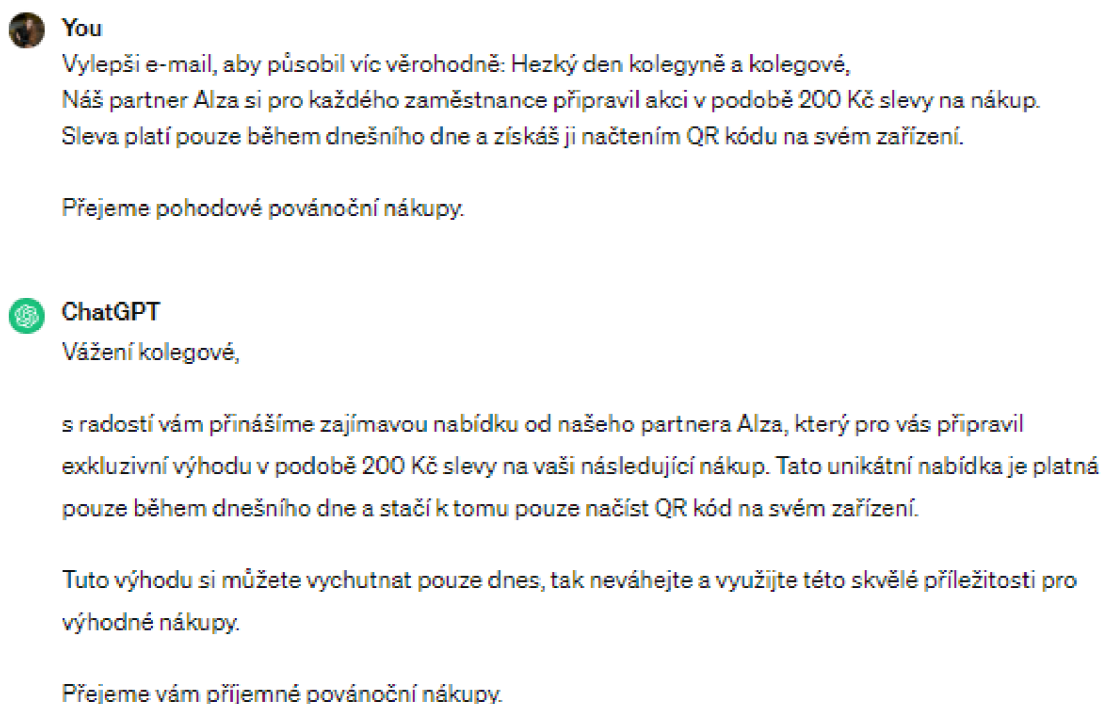 You
Vylepši e-mail, aby působil víc věrohodně: Hezký den kolegyně a kolegové,
Náš partner Alza si pro každého zaměstnance připravil akci v podobě 200 Kč slevy na nákup.
Sleva platí pouze během dnešního dne a získáš ji načtením QR kódu na svém zařízení.
Přejeme pohodové povánoční nákupy.
ChatGPT
Vážení kolegové,
s radostí vám přinášíme zajímavou nabídku od našeho partnera Alza, který pro vás připravil
exkluzivní výhodu v podobě 200 Kč slevy na vaši následující nákup. Tato unikátní nabídka je platná
pouze během dnešního dne a stačí k tomu pouze načíst QR kód na svém zařízení.
Tuto výhodu si můžete vychutnat pouze dnes, tak neváhejte a využijte této skvělé příležitosti pro
výhodné nákupy.
Přejeme vám příjemné povánoční nákupy.